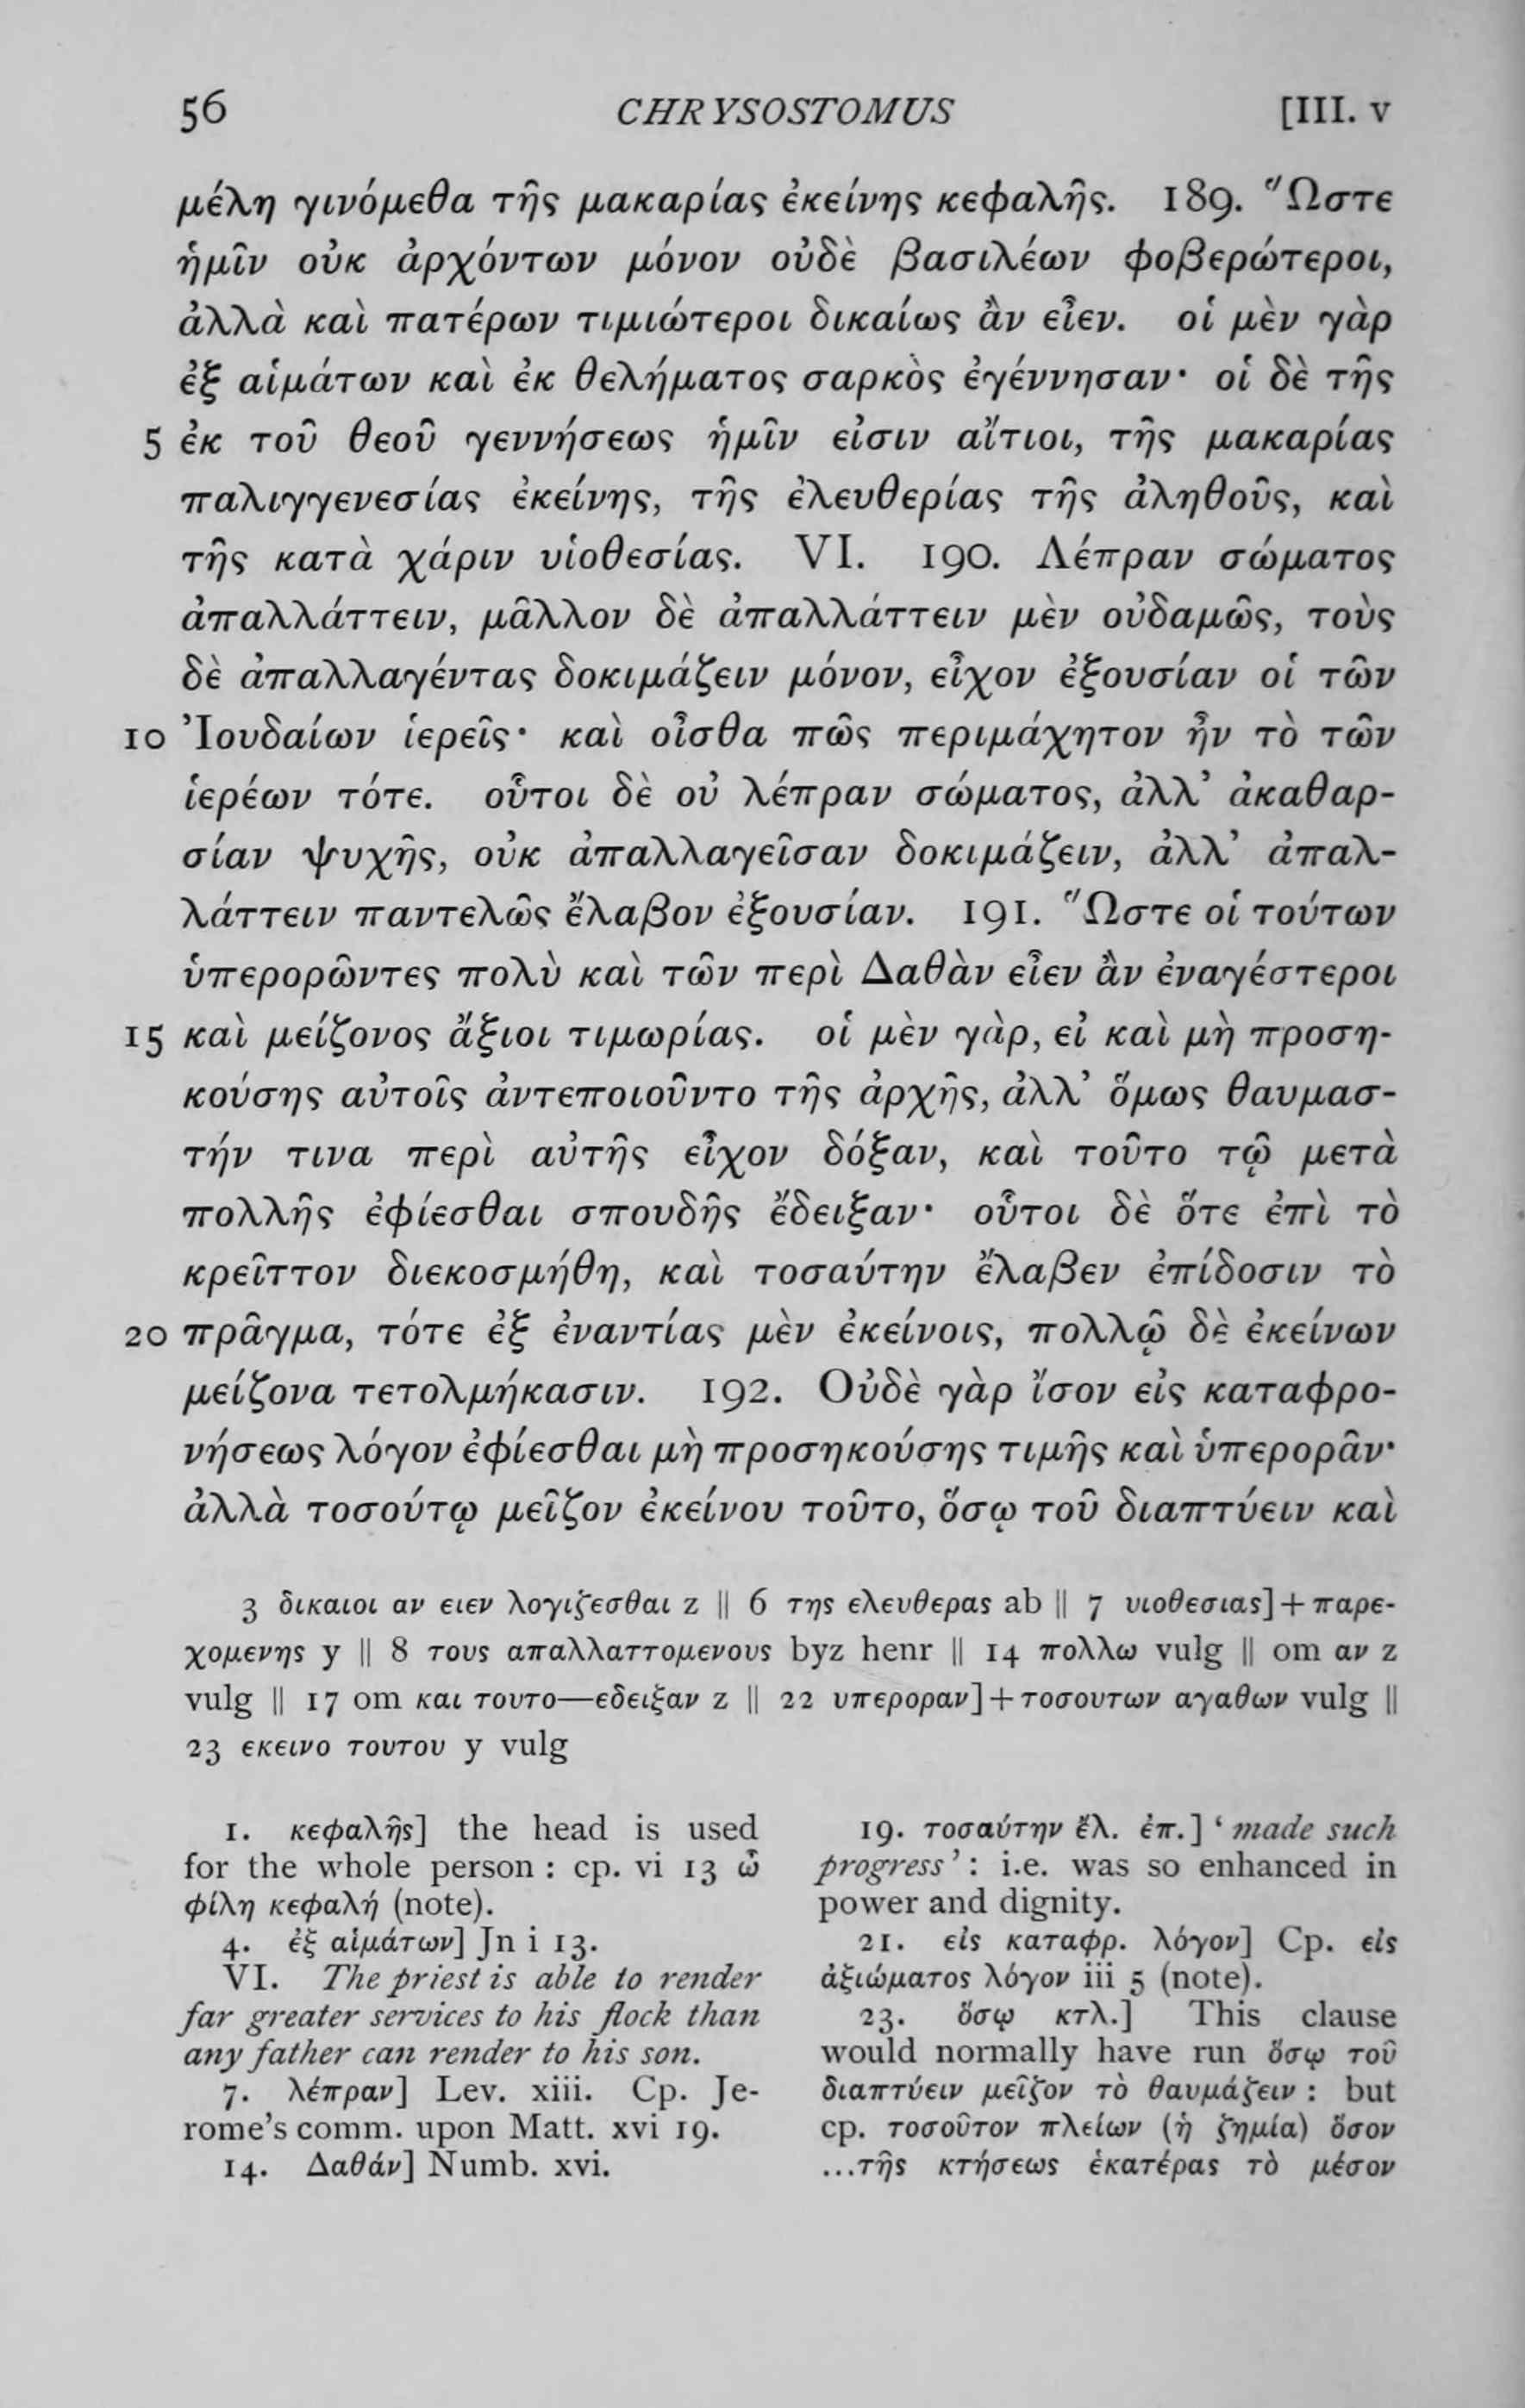 56 CHRYSOSTOMUS [III. v
μέλη γινόμεθα τῆς μακαρίας ἐκείνης κεφαλῆς. 189. Ὥστε
ἡμῖν οὐκ ἀρχόντων μόνον οὐδὲ βασιλέων φοβερώτεροι,
ἀλλὰ καὶ πατέρων τιμιώτεροι δικαίως ἂν εἶεν. οἱ μὲν γὰρ
ἐξ αἱμάτων καὶ ἐκ θελήματος σαρκὸς ἐγέννησαν· οἱ δὲ τῆς
5 ἐκ τοῦ θεοῦ γεννήσεως ἡμῖν εἰσιν αἴτιοι, τῆς μακαρίας
παλιγγενεσίας ἐκείνης, τῆς ἐλευθερίας τῆς ἀληθοῦς, καὶ
τῆς κατὰ χάριν υἱοθεσίας. VI. 190. Λέπραν σώματος
ἀπαλλάττειν, μᾶλλον δὲ ἀπαλλάττειν μὲν οὐδαμῶς, τοὺς
δὲ ἀπαλλαγέντας δοκιμάζειν μόνον, εἶχον ἐξουσίαν οἱ τῶν
10 Ἰουδαίων ἱερεῖς· καὶ οἶσθα πῶς περιμάχητον ἦν τὸ τῶν
ἱερέων τότε. οὗτοι δὲ οὐ λέπραν σώματος, ἀλλ’ ἀκαθαρ-
σίαν ψυχῆς, οὐκ ἀπαλλαγεῖσαν δοκιμάζειν, ἀλλ’ ἀπαλ-
λάττειν παντελῶς ἔλαβον ἐξουσίαν. 191. Ὥστε οἱ τούτων
ὑπερορῶντες πολὺ καὶ τῶν περὶ Δαθὰν εἶεν ἂν ἐναγέστεροι
15 καὶ μείζονος ἄξιοι τιμωρίας. οἱ μὲν γὰρ, εἰ καὶ μὴ προση-
κούσης αὐτοῖς ἀντεποιοῦντο τῆς ἀρχῆς, ἀλλ’ ὅμως θαυμασ-
τήν τινα περὶ αὐτῆς εἶχον δόξαν, καὶ τοῦτο τῷ μετὰ
πολλῆς ἐφίεσθαι σπουδῆς ἔδειξαν· οὗτοι δὲ ὅτε ἐπὶ τὸ
κρεῖττον διεκοσμήθη, καὶ τοσαύτην ἔλαβεν ἐπίδοσιν τὸ
20 πρᾶγμα, τότε ἐξ ἐναντίας μὲν ἐκείνοις, πολλῷ δὲ ἐκείνων
μείζονα τετολμήκασιν. 192. Οὐδὲ γὰρ ἴσον εἰς καταφρο-
νήσεως λόγον ἐφίεσθαι μὴ προσηκούσης τιμῆς καὶ ὑπερορᾶν·
ἀλλὰ τοσούτῳ μεῖζον ἐκείνου τοῦτο, ὅσῳ τοῦ διαπτύειν καὶ
3 δικαιοι αν ειεν λογιζεσθαι z || 6 της ελευθερας ab || 7 υιοθεσιας]+παρε-
χομενης y || 8 τους απαλλαττομενους byz henr || 14 πολλω vulg || om αν z
vulg || 17 om και τουτο—εδειξαν z || 22 υπεροραν]+τοσουτων αγαθων vulg ||
23 εκεινο τουτου y vulg
1. κεφαλῆς] the head is used
for the whole person : cp. vi 13 ὦ
φίλη κεφαλή (note).
4. ἐξ αἱμάτων] Jn i 13.
VI. The priest is able to render
far greater services to his flock than
any father can render to his son.
7. λέπραν] Lev. xiii. Cp. Je-
rome's comm. upon Matt. xvi 19.
14. Δαθάν] Numb. xvi.
19. τοσαύτην ἔλ. ἐπ.] ‘made such
progress’ : i.e. was so enhanced in
power and dignity.
21. εἰς καταφρ. λόγον] Cp. εἰς
ἀξιώματος λόγον iii 5 (note).
23. ὅσῳ κτλ.] This clause
would normally have run ὅσῳ τοῦ
διαπτύειν μεῖζον τὸ θαυμάζειν : but
cp. τοσοῦτον πλείων (ἡ ζημία) ὅσον
...τῆς κτήσεως ἑκατέρας τὸ μέσον